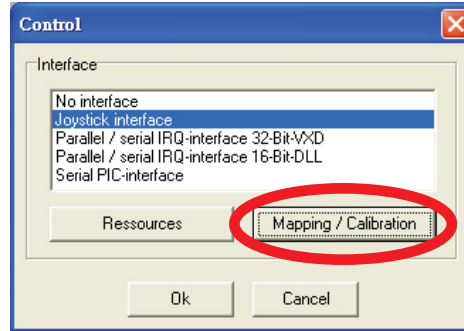 Control
Interface
No interface
Joystick interface
Parallel / serial IRQ-interface 32-Bit-VXD
Parallel / serial IRQ-interface 16-Bit-DLL
Serial PIC-interface
Ressources Mapping / Calibration
Ok Cancel